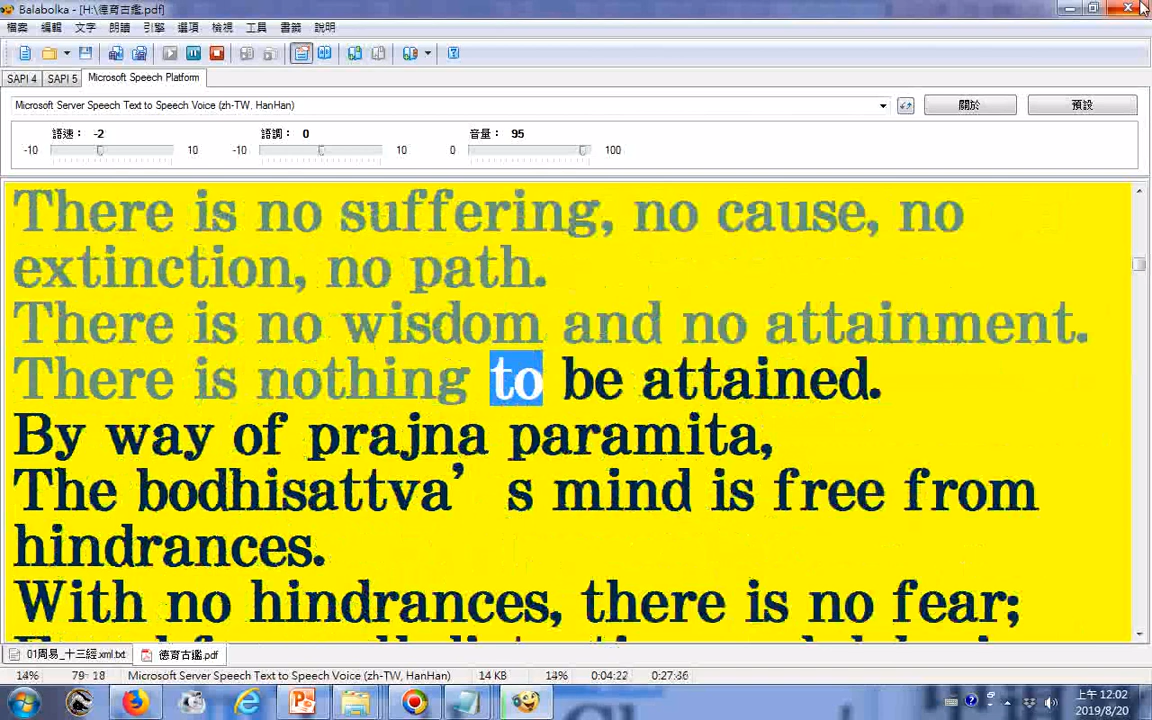 Balabolka - [H:\德育古鑑.pdf]
檔案 編輯 文字 朗讀 引擎 選項 檢視 工具 書籤 說明
SAPI 4 SAPI 5 Microsoft Speech Platform
Microsoft Server Speech Text to Speech Voice (zh-TW, HanHan) 關於 預設
語速： -2 語調： 0 音量： 95
-10 10 -10 10 0 100
There is no suffering, no cause, no
extinction, no path.
There is no wisdom and no attainment.
There is nothing to be attained.
By way of prajna paramita,
The bodhisattva’s mind is free from
hindrances.
With no hindrances, there is no fear;
01周易_十三經.xml.txt 德育古鑑.pdf
14% 79: 18 Microsoft Server Speech Text to Speech Voice (zh-TW, HanHan) 14 KB 14% 0:04:22 0:27:36
上午 12:02
2019/8/20